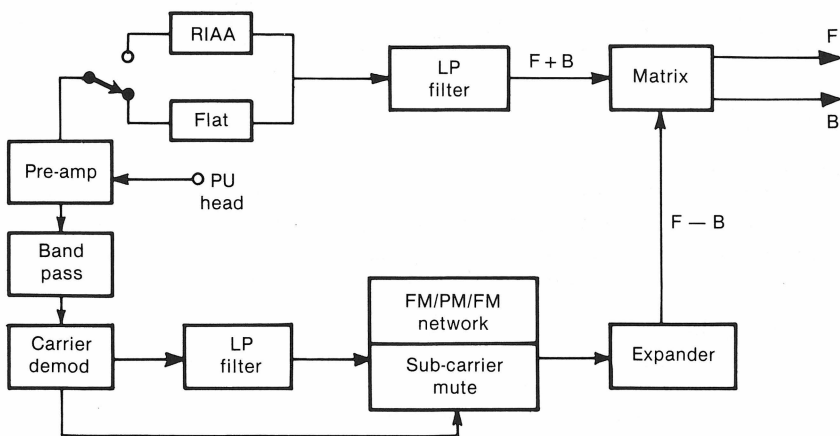 RIAA
F
LP
filter
F + B
Matrix
Flat
B
Pre-amp
PU
head
F — B
Band
pass
FM/PM/FM
network
Carrier
demod
LP
filter
Sub-carrier
mute
Expander